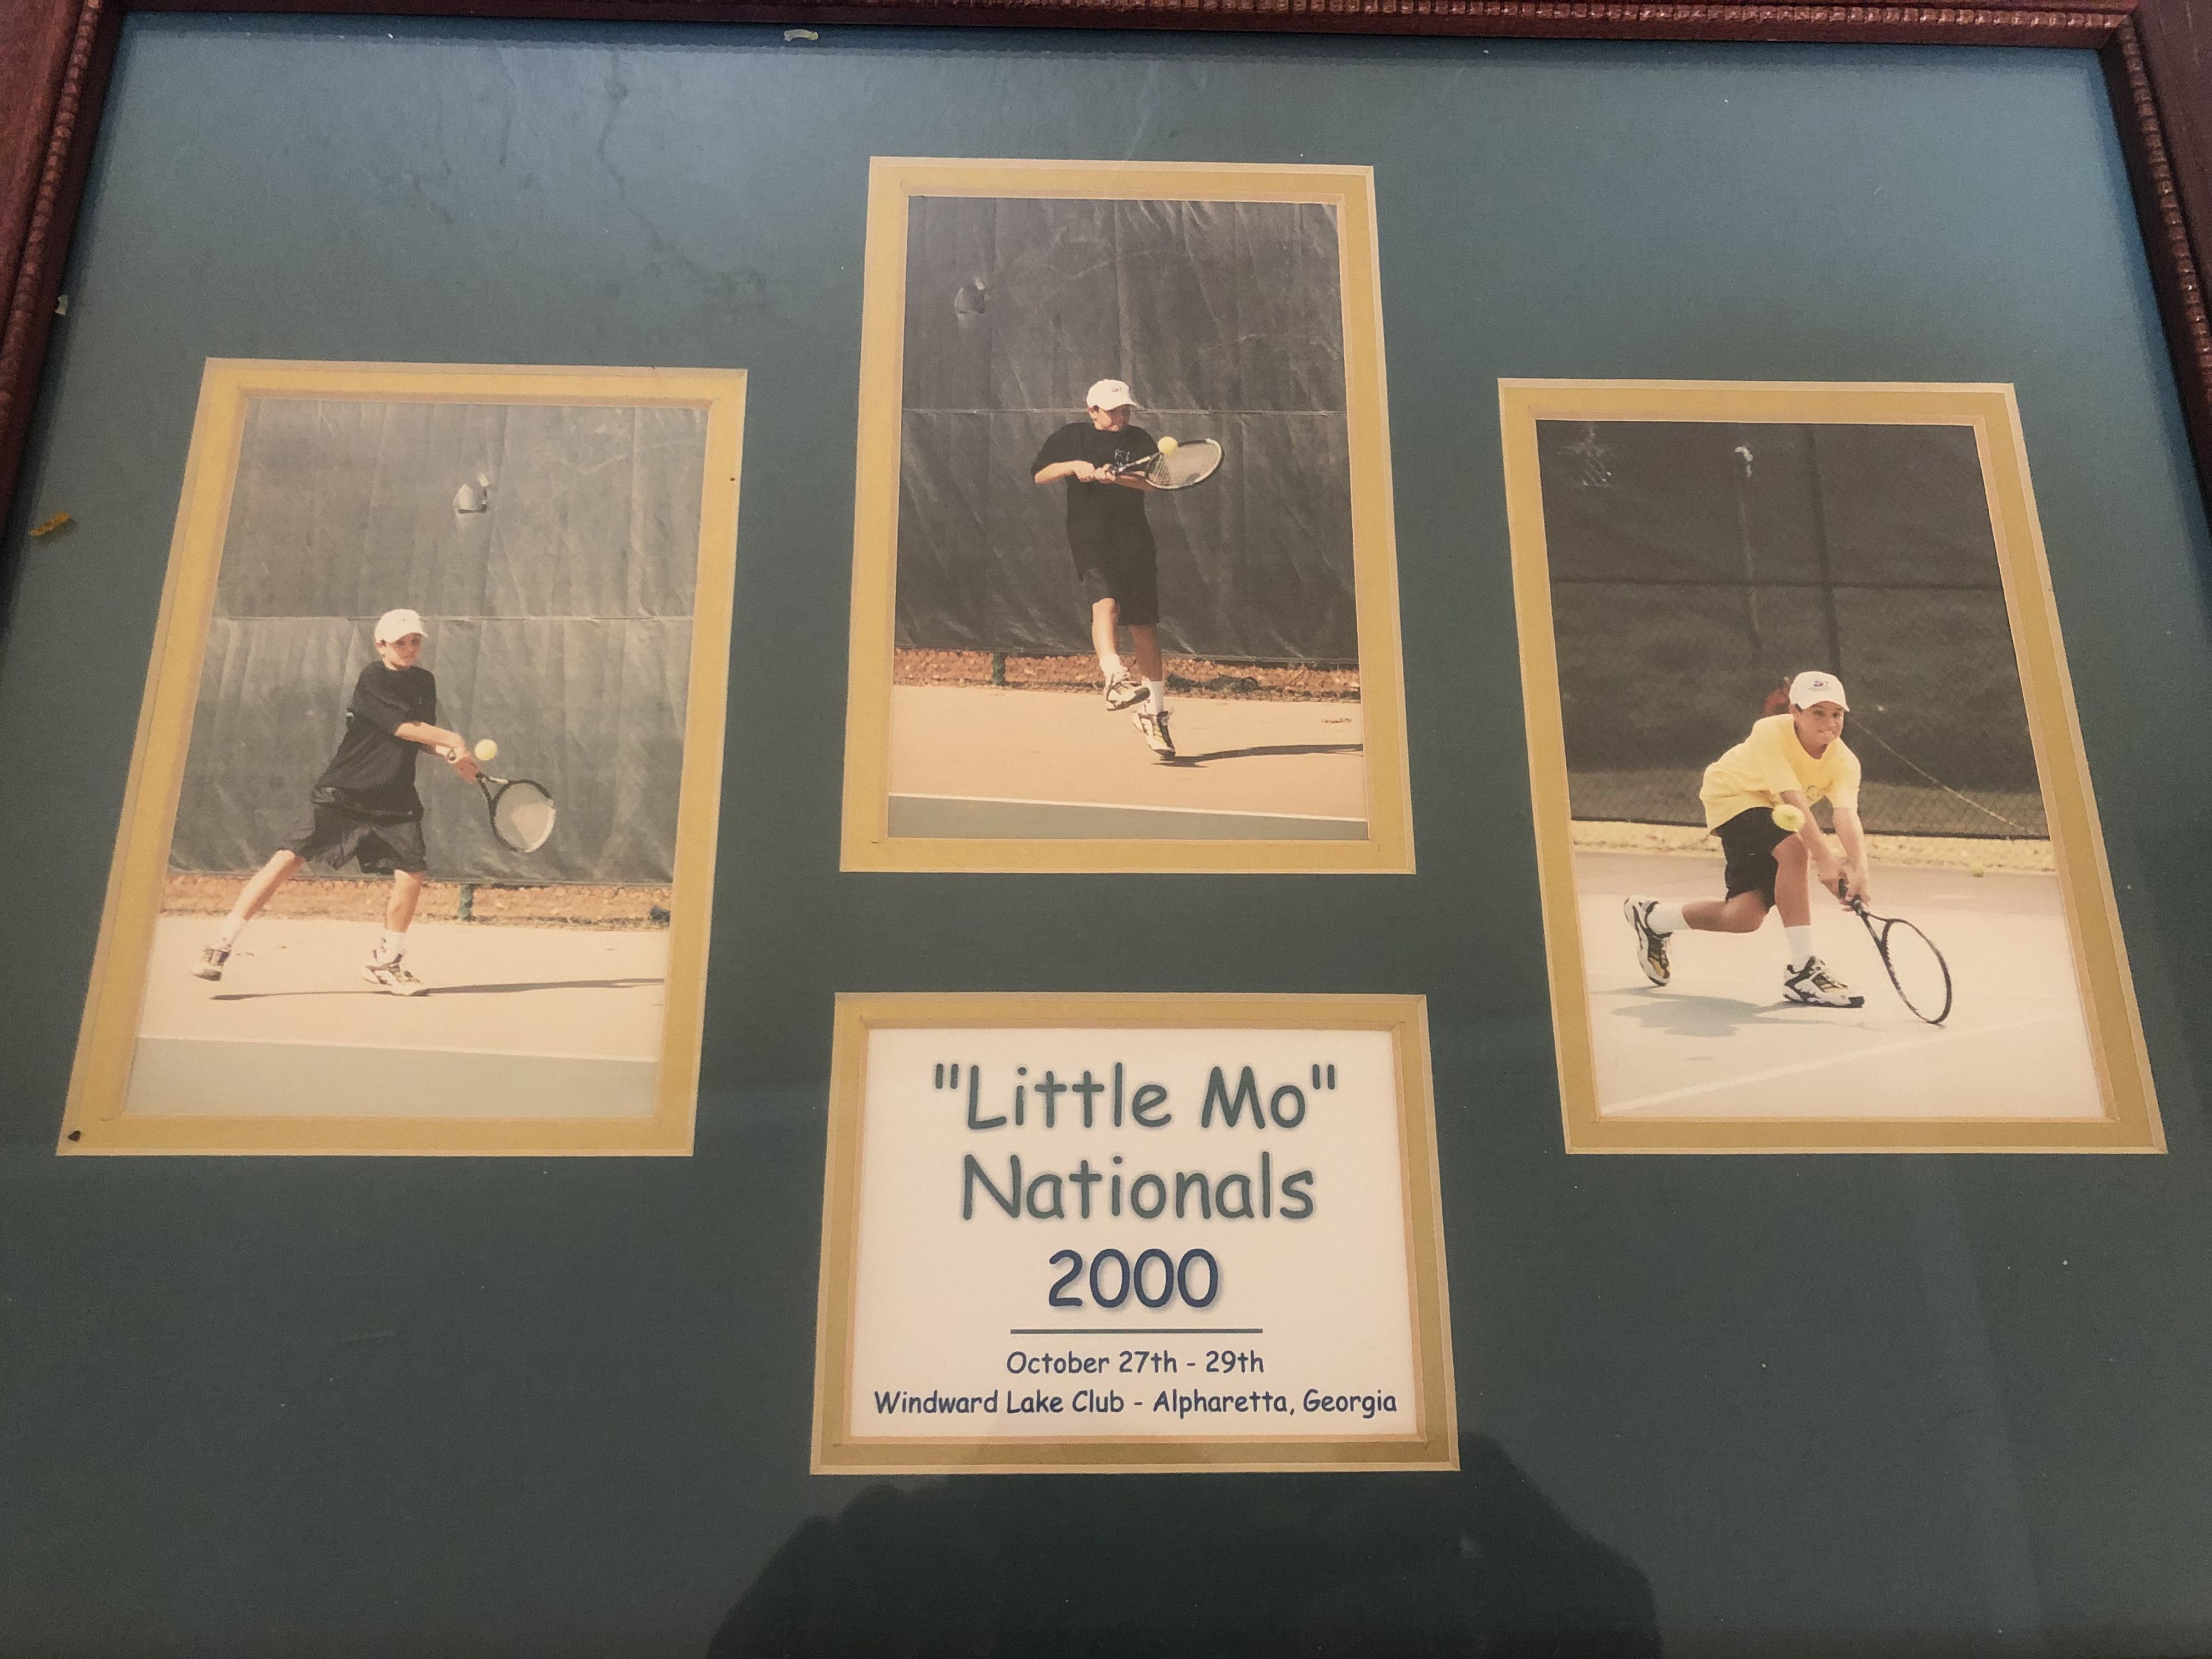 "Little Mo"
Nationals
2000
October 27th - 29th
Windward Lake Club - Alpharetta, Georgia